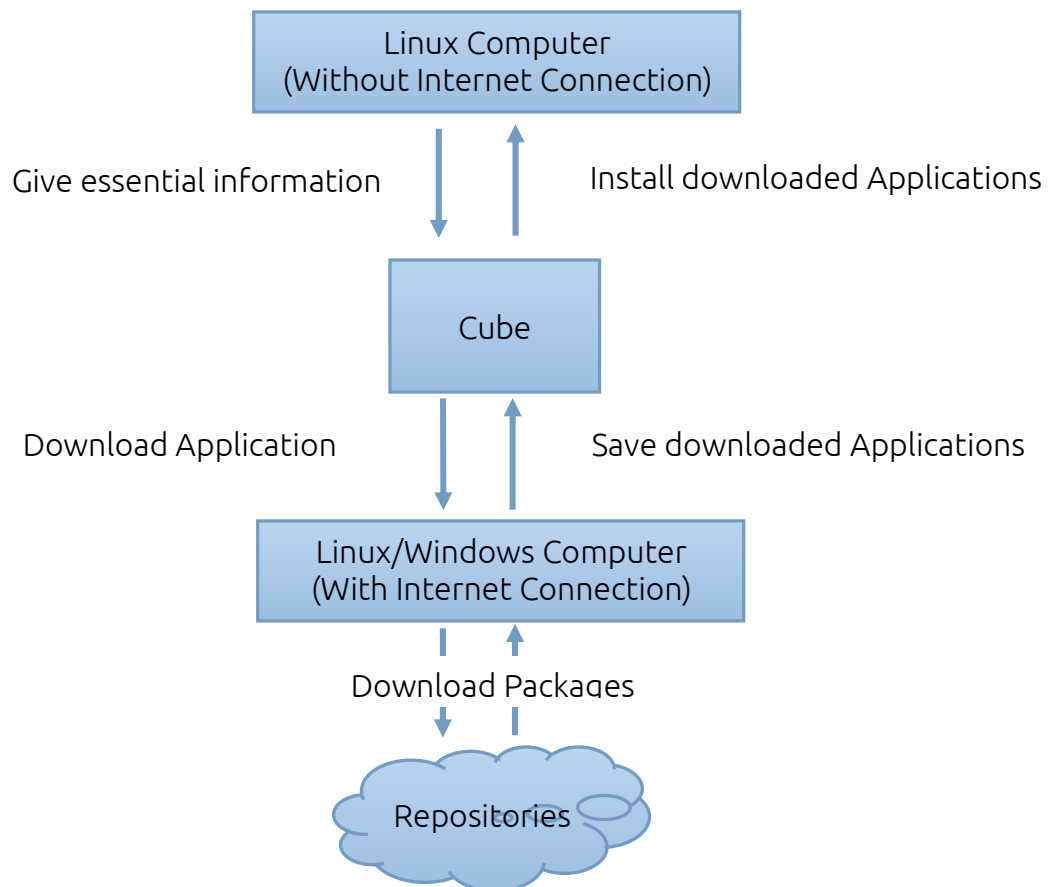 Linux Computer
(Without Internet Connection)
Give essential information
Install downloaded Applications
Cube
Download Application
Save downloaded Applications
Linux/Windows Computer
(With Internet Connection)
Download Packages
Repositories